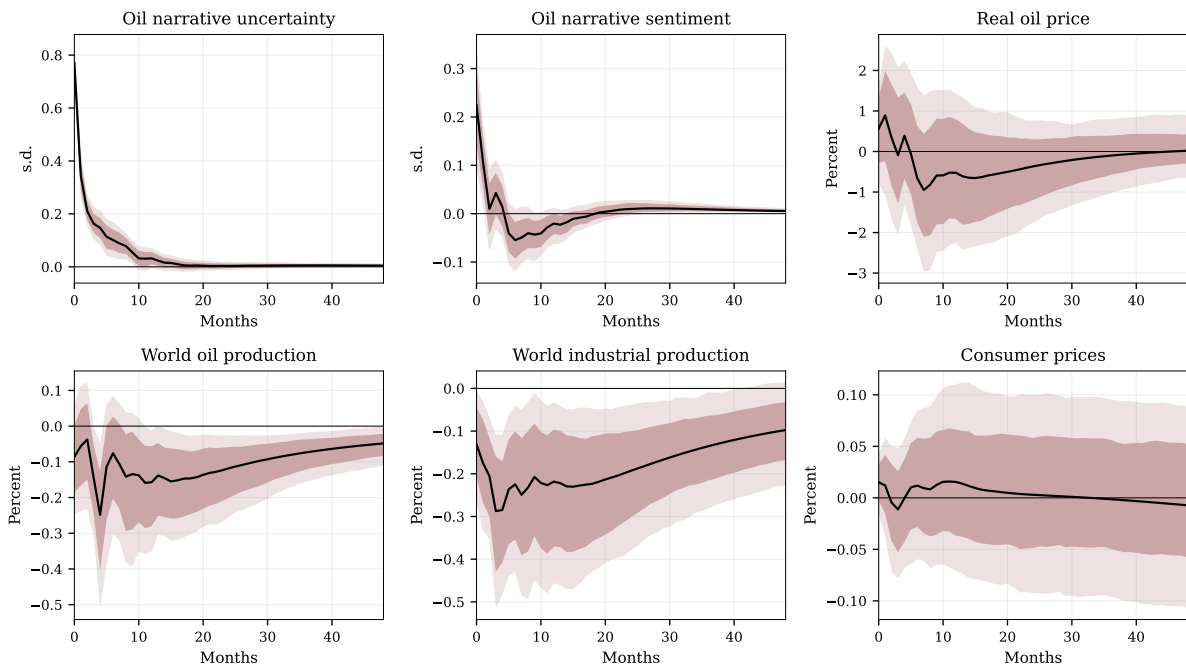 Oil narrative uncertainty
0.8
0.6
0.4
0.2
0.0
s.d.
0 10 20 30 40
Months
Oil narrative sentiment
0.3
0.2
0.1
0.0
−0.1
s.d.
0 10 20 30 40
Months
Real oil price
2
1
0
−1
−2
−3
Percent
0 10 20 30 40
Months
World oil production
0.1
0.0
−0.1
−0.2
−0.3
−0.4
−0.5
Percent
0 10 20 30 40
Months
World industrial production
0.0
−0.1
−0.2
−0.3
−0.4
−0.5
Percent
0 10 20 30 40
Months
Consumer prices
0.10
0.05
0.00
−0.05
−0.10
Percent
0 10 20 30 40
Months